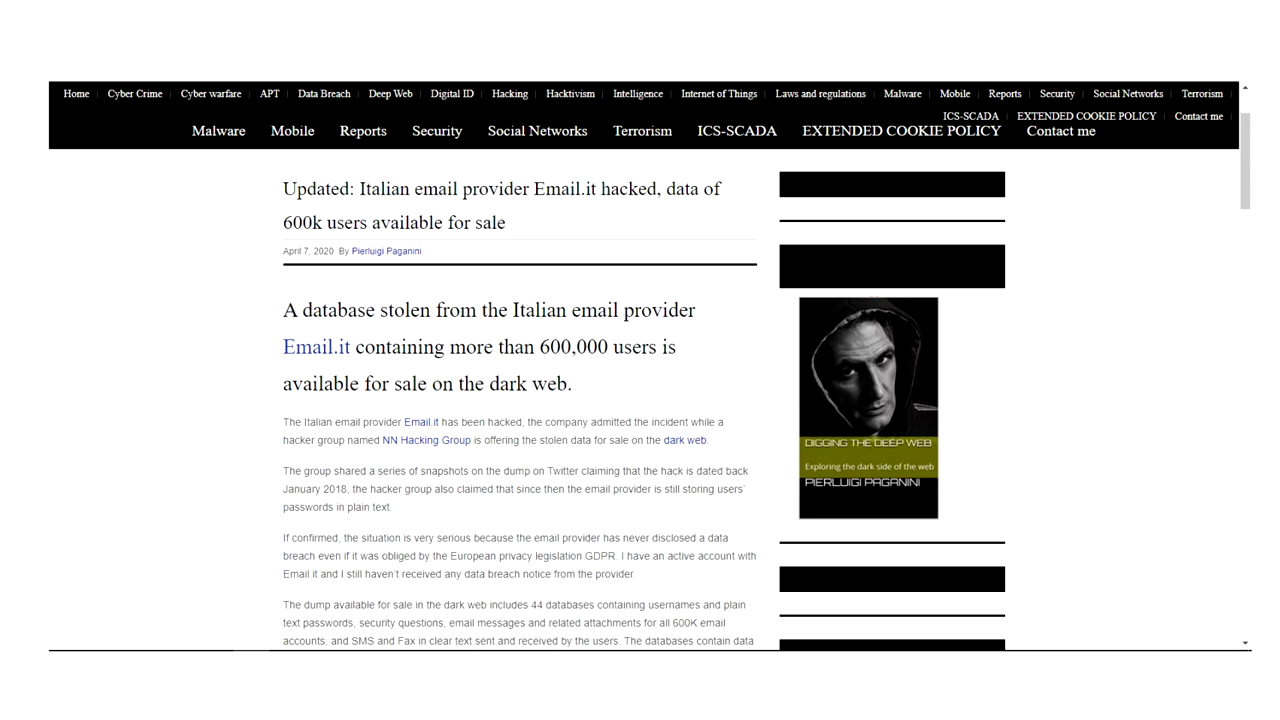 Home Cyber Crime Cyber warfare APT Data Breach Deep Web Digital ID Hacking Hacktivism Intelligence Internet of Things Laws and regulations Malware Mobile Reports Security Social Networks Terrorism
ICS-SCADA EXTENDED COOKIE POLICY Contact me
Malware Mobile Reports Security Social Networks Terrorism ICS-SCADA EXTENDED COOKIE POLICY Contact me
Updated: Italian email provider Email.it hacked, data of
600k users available for sale
April 7, 2020 By Pierluigi Paganini
A database stolen from the Italian email provider
Email.it containing more than 600,000 users is
available for sale on the dark web.
The Italian email provider Email.it has been hacked, the company admitted the incident while a
hacker group named NN Hacking Group is offering the stolen data for sale on the dark web.
The group shared a series of snapshots on the dump on Twitter claiming that the hack is dated back
January 2018, the hacker group also claimed that since then the email provider is still storing users'
passwords in plain text.
If confirmed, the situation is very serious because the email provider has never disclosed a data
breach even if it was obliged by the European privacy legislation GDPR. I have an active account with
Email.it and I still haven't received any data breach notice from the provider.
The dump available for sale in the dark web includes 44 databases containing usernames and plain
text passwords, security questions, email messages and related attachments for all 600K email
accounts, and SMS and Fax in clear text sent and received by the users. The databases contain data
DIGGING THE DEEP WEB
Exploring the dark side of the web
PIERLUIGI PAGANINI